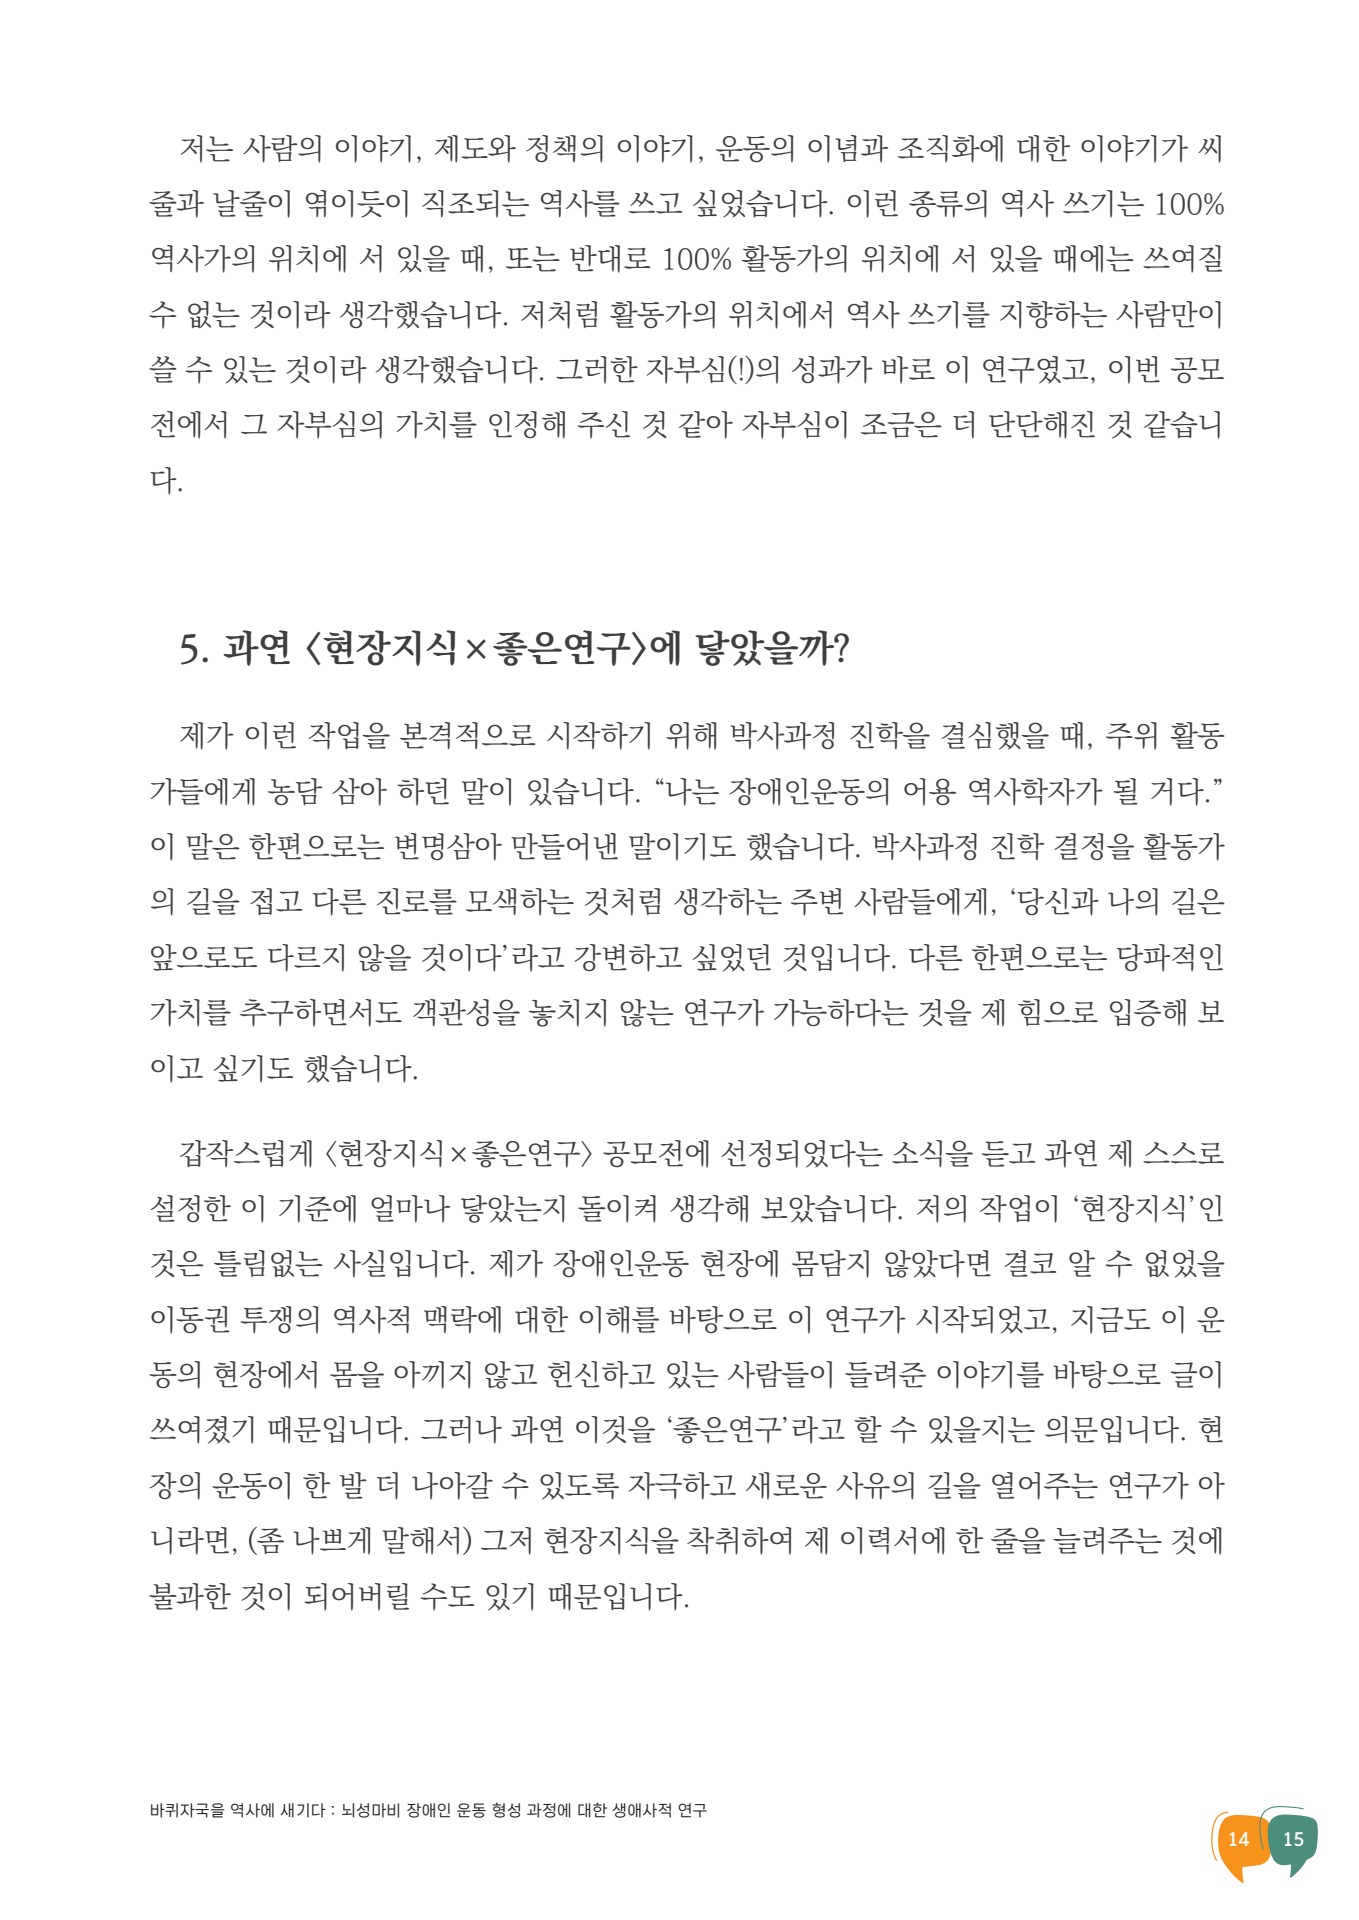 저는 사람의 이야기, 제도와 정책의 이야기, 운동의 이념과 조직화에 대한 이야기가 씨
줄과 날줄이 엮이듯이 직조되는 역사를 쓰고 싶었습니다. 이런 종류의 역사 쓰기는 100%
역사가의 위치에 서 있을 때, 또는 반대로 100% 활동가의 위치에 서 있을 때에는 쓰여질
수 없는 것이라 생각했습니다. 저처럼 활동가의 위치에서 역사 쓰기를 지향하는 사람만이
쓸 수 있는 것이라 생각했습니다. 그러한 자부심(!)의 성과가 바로 이 연구였고, 이번 공모
전에서 그 자부심의 가치를 인정해 주신 것 같아 자부심이 조금은 더 단단해진 것 같습니
다.
5. 과연 〈현장지식×좋은연구〉에 닿았을까?
제가 이런 작업을 본격적으로 시작하기 위해 박사과정 진학을 결심했을 때, 주위 활동
가들에게 농담 삼아 하던 말이 있습니다. “나는 장애인운동의 어용 역사학자가 될 거다.”
이 말은 한편으로는 변명삼아 만들어낸 말이기도 했습니다. 박사과정 진학 결정을 활동가
의 길을 접고 다른 진로를 모색하는 것처럼 생각하는 주변 사람들에게, ‘당신과 나의 길은
앞으로도 다르지 않을 것이다’라고 강변하고 싶었던 것입니다. 다른 한편으로는 당파적인
가치를 추구하면서도 객관성을 놓치지 않는 연구가 가능하다는 것을 제 힘으로 입증해 보
이고 싶기도 했습니다.
갑작스럽게 〈현장지식×좋은연구〉 공모전에 선정되었다는 소식을 듣고 과연 제 스스로
설정한 이 기준에 얼마나 닿았는지 돌이켜 생각해 보았습니다. 저의 작업이 ‘현장지식’인
것은 틀림없는 사실입니다. 제가 장애인운동 현장에 몸담지 않았다면 결코 알 수 없었을
이동권 투쟁의 역사적 맥락에 대한 이해를 바탕으로 이 연구가 시작되었고, 지금도 이 운
동의 현장에서 몸을 아끼지 않고 헌신하고 있는 사람들이 들려준 이야기를 바탕으로 글이
쓰여졌기 때문입니다. 그러나 과연 이것을 ‘좋은연구’라고 할 수 있을지는 의문입니다. 현
장의 운동이 한 발 더 나아갈 수 있도록 자극하고 새로운 사유의 길을 열어주는 연구가 아
니라면, (좀 나쁘게 말해서) 그저 현장지식을 착취하여 제 이력서에 한 줄을 늘려주는 것에
불과한 것이 되어버릴 수도 있기 때문입니다.
바퀴자국을 역사에 새기다 : 뇌성마비 장애인 운동 형성 과정에 대한 생애사적 연구
14 15